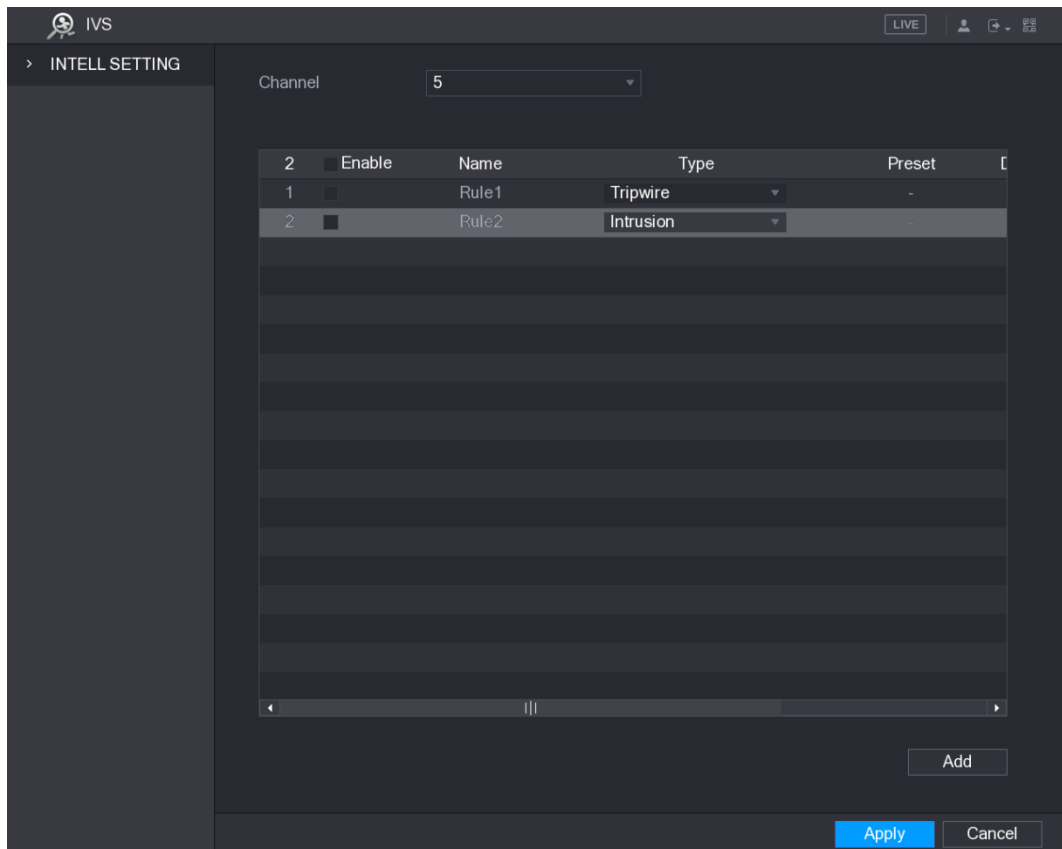 IVS LIVE
INTELL SETTING
Channel 5
2 Enable Name Type Preset
1 Rule1 Tripwire -
2 Rule2 Intrusion -
Add
Apply Cancel